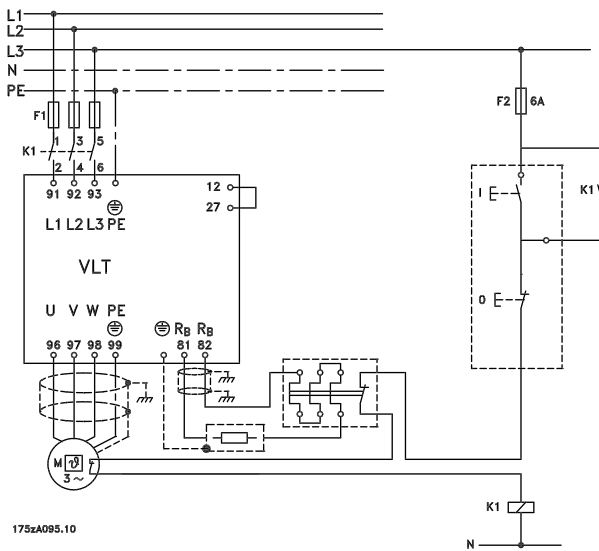 L1
L2
L3
N
PE
F1
F2 6A
1 3 5
K1
2 4 6
91 92 93
12
27
L1 L2 L3 PE
VLT
U V W PE
RB RB
96 97 98 99
81 82
I
K1
O
M ϑ
3 ~
K1
175zA095.10
N